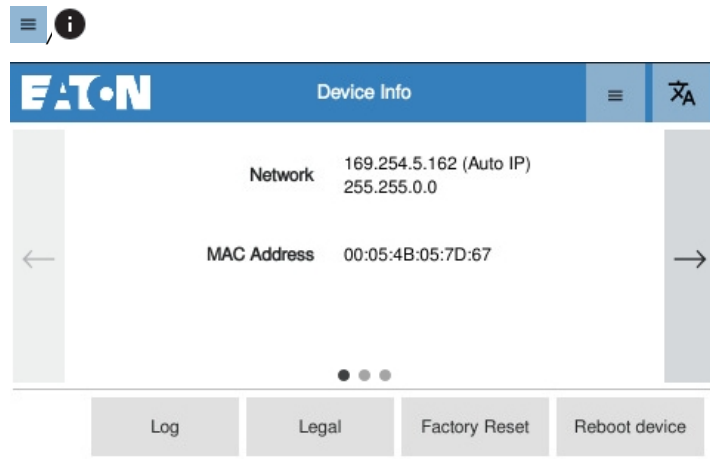 EATON
Device Info
Network
169.254.5.162 (Auto IP)
255.255.0.0
MAC Address
00:05:4B:05:7D:67
Log
Legal
Factory Reset
Reboot device